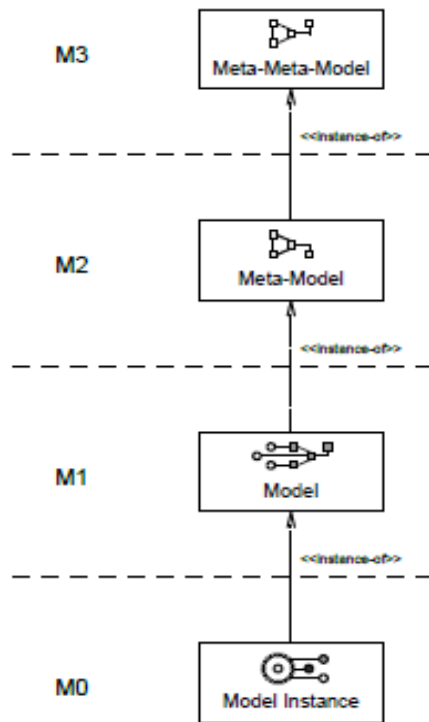 M3
Meta-Meta-Model
<<instance-of>>
M2
Meta-Model
<<instance-of>>
M1
Model
<<instance-of>>
M0
Model Instance